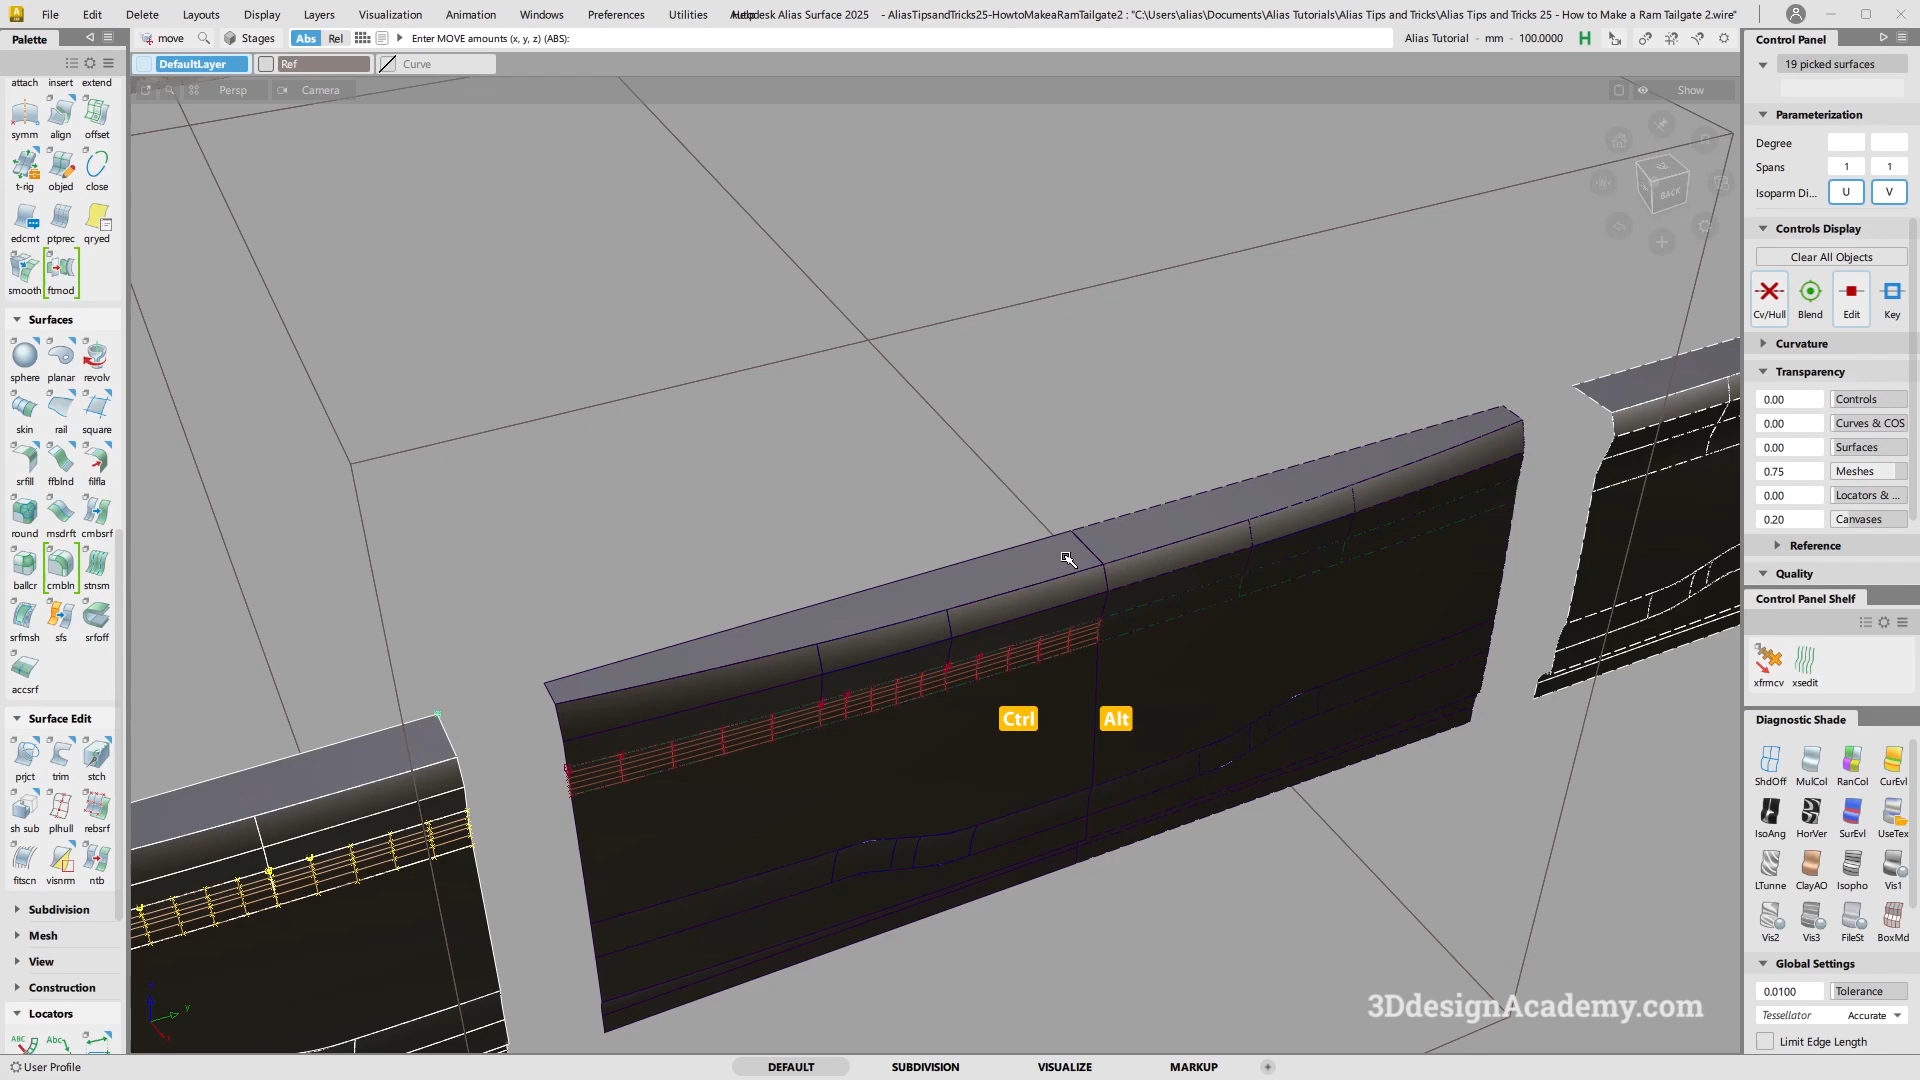 File Edit Delete Layouts Display Layers Visualization Animation Windows Preferences Utilities Autodesk Alias Surface 2025 - AliasTipsandTricks25-HowtoMakeaRamTailgate2 : "C:\Users\alias\Documents\Alias Tutorials\Alias Tips and Tricks\Alias Tips and Tricks 25 - How to Make a Ram Tailgate 2.wire"
Palette
move Stages Abs Rel Enter MOVE amounts (x, y, z) (ABS): Alias Tutorial - mm - 100.0000 H
DefaultLayer Ref Curve
Persp Camera Show
attach insert extend
symm align offset
t-rig objed close
edcmt ptprec qryed
smooth ftmod
Surfaces
sphere planar revolv
skin rail square
srfill ffblnd filfla
round msdrft cmbsrf
ballcr cmbln stnsm
srfmsh sfs srfoff
accsrf
Surface Edit
prjct trim stch
sh sub plhull rebsrf
fitscn visnrm ntb
Subdivision
Mesh
View
Construction
Locators
ABC Abc
User Profile
BACK
Ctrl Alt
y
3DdesignAcademy.com
DEFAULT SUBDIVISION VISUALIZE MARKUP +
Control Panel
19 picked surfaces
Parameterization
Degree
Spans 1 1
Isoparm Di... U V
Controls Display
Clear All Objects
Cv/Hull Blend Edit Key
Curvature
Transparency
0.00 Controls
0.00 Curves & COS
0.00 Surfaces
0.75 Meshes
0.00 Locators & ...
0.20 Canvases
Reference
Quality
Control Panel Shelf
xfrmcv xsedit
Diagnostic Shade
ShdOff MulCol RanCol CurEvl
IsoAng HorVer SurEvl UseTex
LTunne ClayAO Isopho Vis1
Vis2 Vis3 FileSt BoxMd
Global Settings
0.0100 Tolerance
Tessellator Accurate
Limit Edge Length